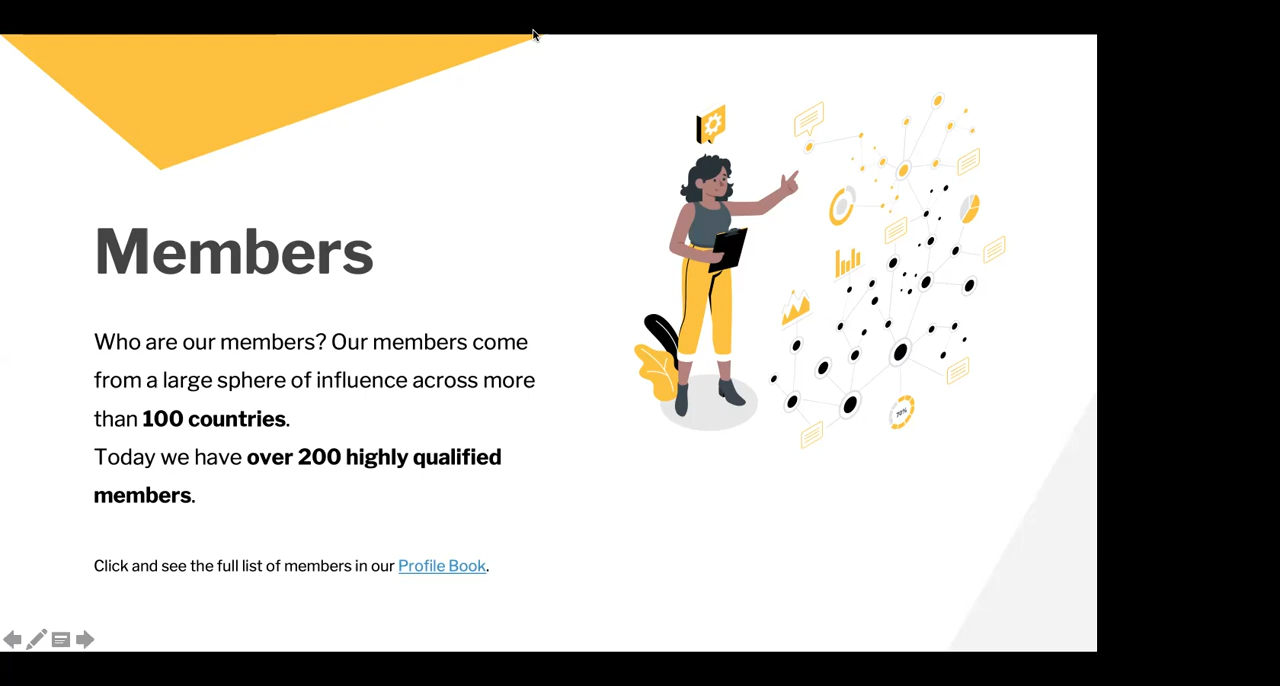 Members
Who are our members? Our members come
from a large sphere of influence across more
than 100 countries.
Today we have over 200 highly qualified
members.
Click and see the full list of members in our Profile Book.
70%